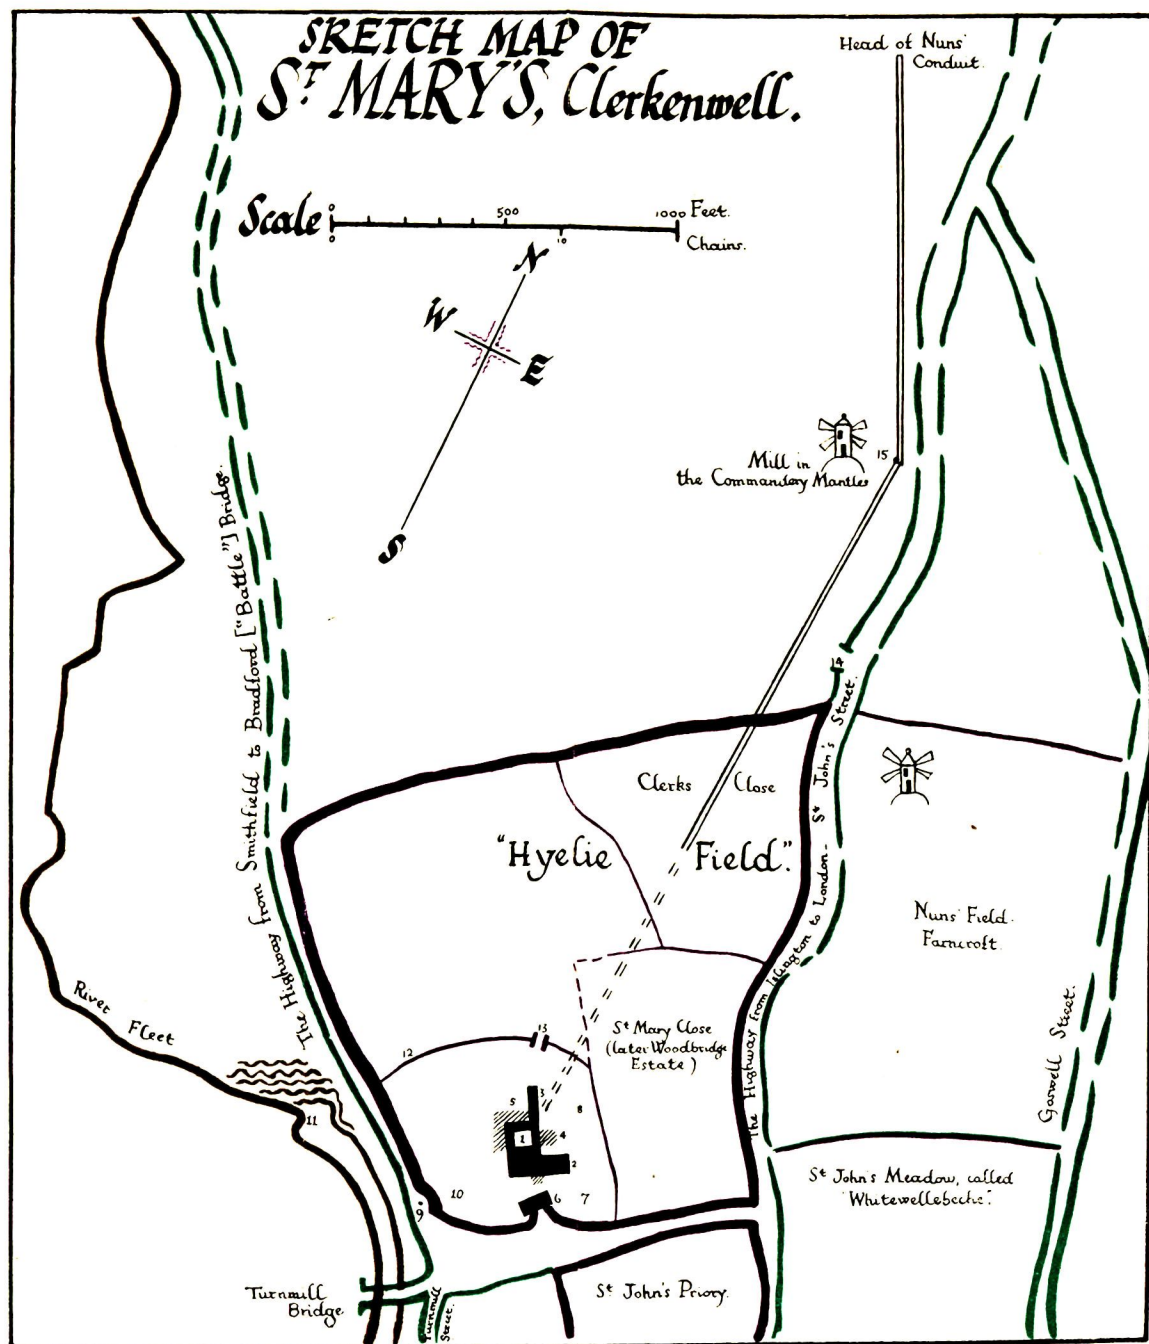 SKETCH MAP OF
ST MARY'S, Clerkenwell.
Head of Nuns'
Conduit.
Scale
0 500 1000 Feet.
0 10 Chains.
N
W
E
S
15
Mill in
the Commandery Mantles
The Highway from Smithfield to Bradford ["Battle"] Bridge.
14
The Highway from Islington to London - St John's Street.
Clerks Close
"Hyelie Field".
Nuns' Field.
Farncroft.
Goswell Street.
River Fleet
St Mary Close
(later Woodbridge
Estate)
12
13
3
5
8
1
4
2
11
10
6
7
9
St John's Meadow, called
'Whitewellebeche'.
Turnmill
Bridge
Turnmill
Street.
St John's Priory.